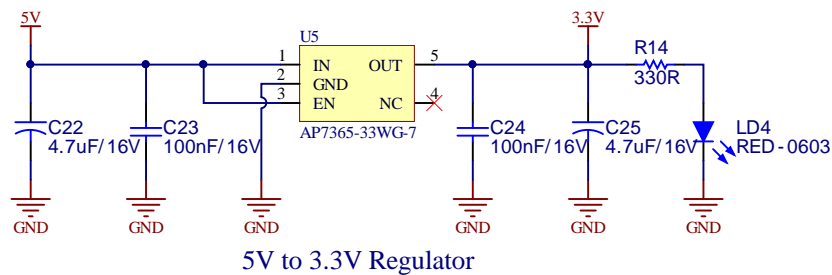 5V
3.3V
U5
R14
330R
1
IN
OUT
5
2
GND
3
EN
NC
4
AP7365-33WG-7
C22
4.7uF/16V
C23
100nF/16V
C24
100nF/16V
C25
4.7uF/16V
LD4
RED-0603
GND
GND
GND
GND
GND
GND
5V to 3.3V Regulator